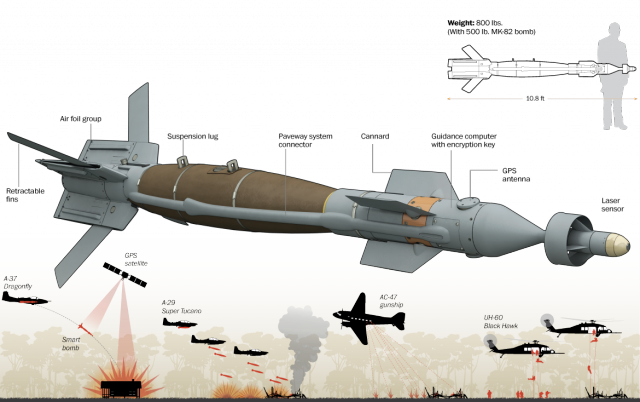 Weight: 800 lbs.
(With 500 lb. MK-82 bomb)
10.8 ft
Air foil group
Suspension lug
Paveway system
connector
Cannard
Guidance computer
with encryption key
GPS
antenna
Retractable
fins
Laser
sensor
GPS
satellite
A-37
Dragonfly
A-29
Super Tucano
AC-47
gunship
UH-60
Black Hawk
Smart
bomb